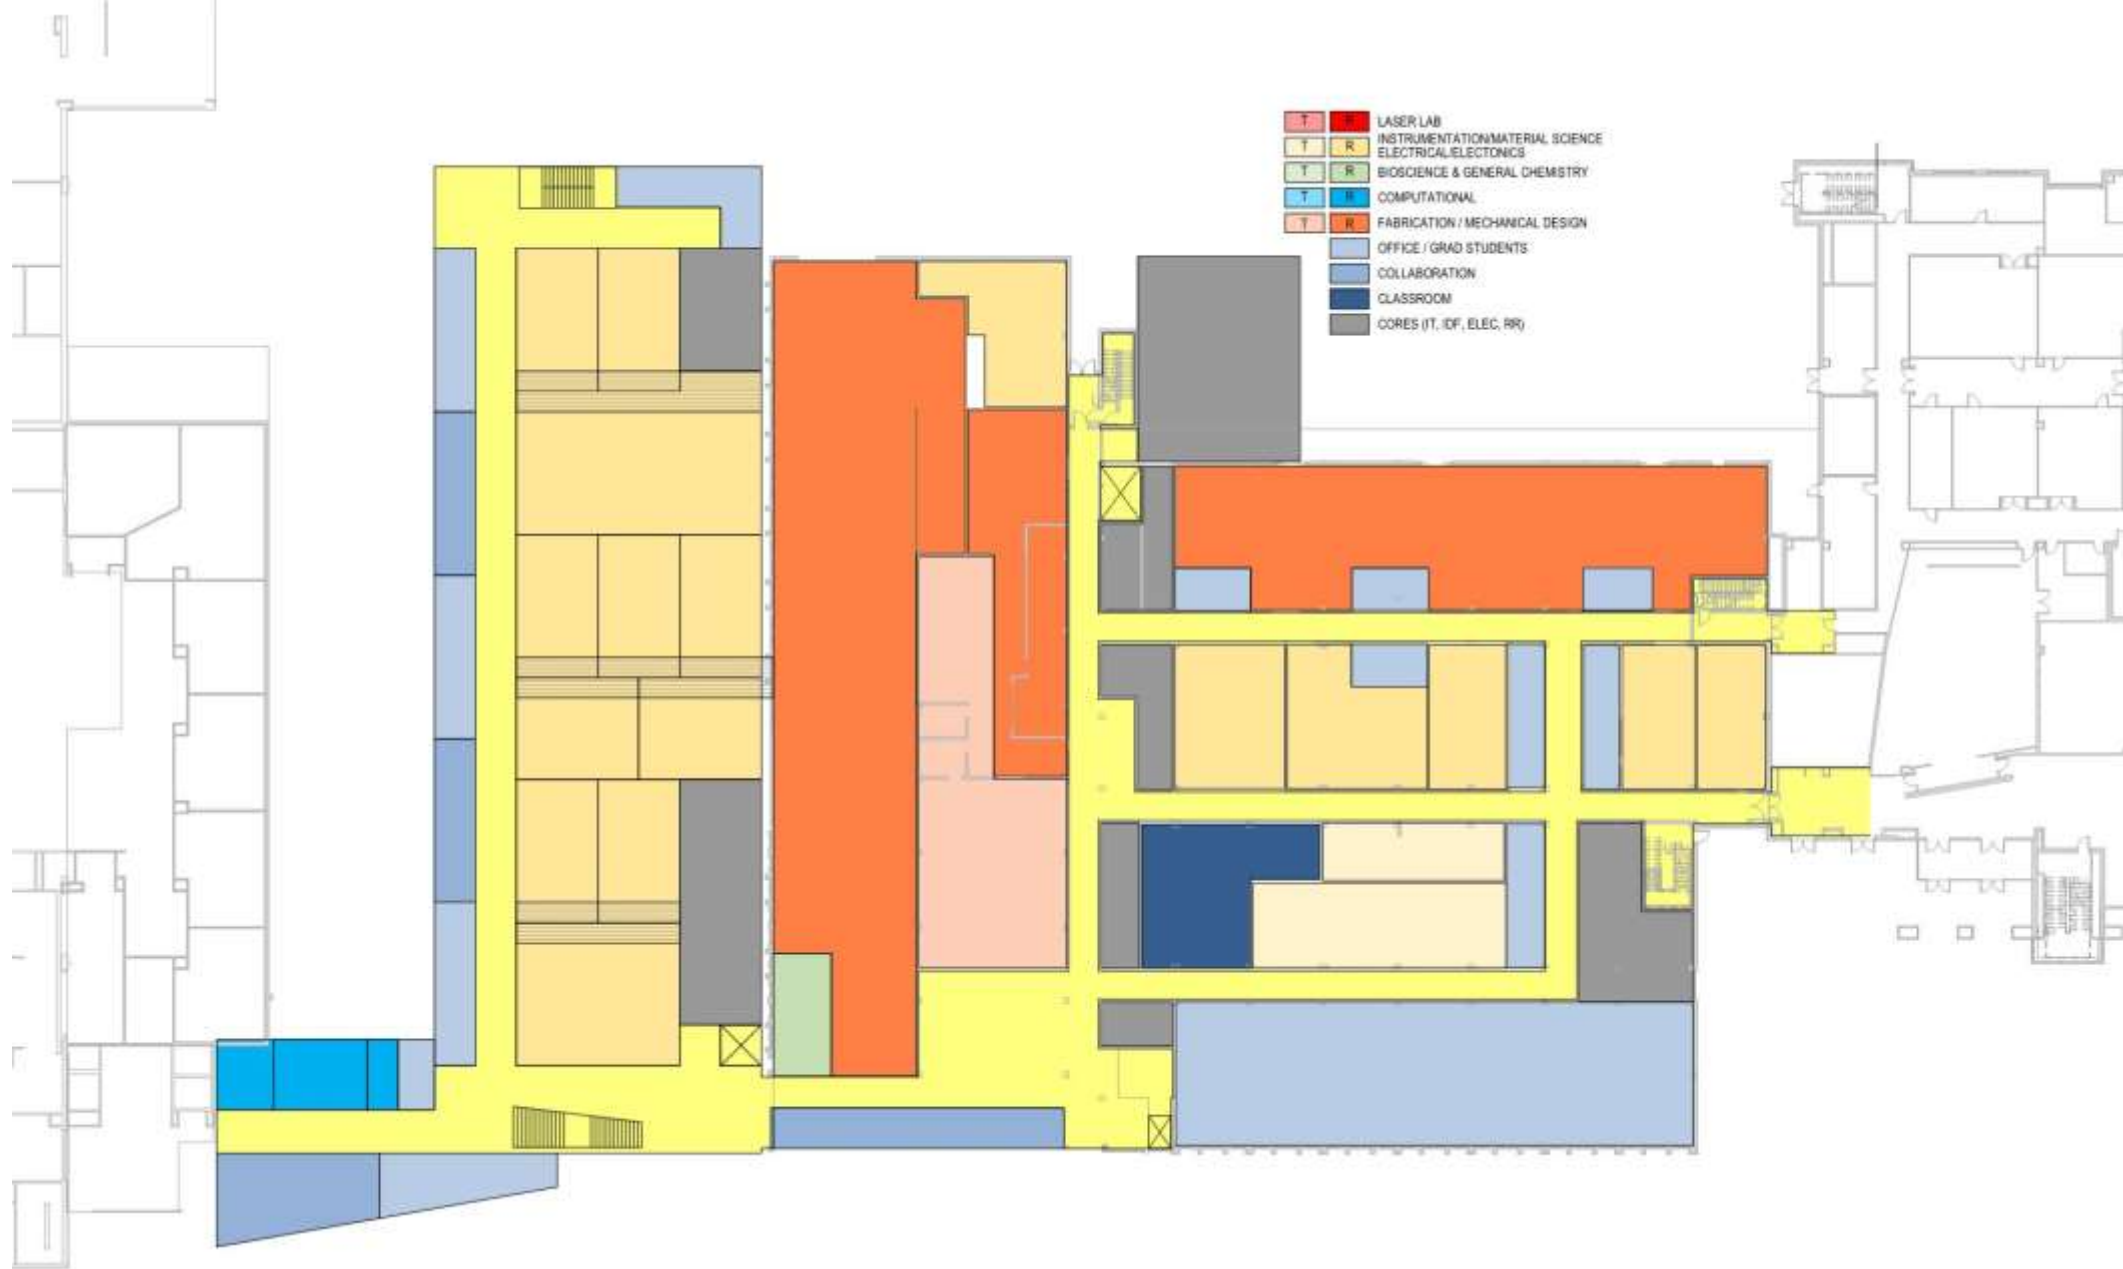 T R LASER LAB
T R INSTRUMENTATION/MATERIAL SCIENCE
ELECTRICAL/ELECTONICS
T R BIOSCIENCE & GENERAL CHEMISTRY
T R COMPUTATIONAL
T R FABRICATION / MECHANICAL DESIGN
OFFICE / GRAD STUDENTS
COLLABORATION
CLASSROOM
CORES (IT, IDF, ELEC, RR)